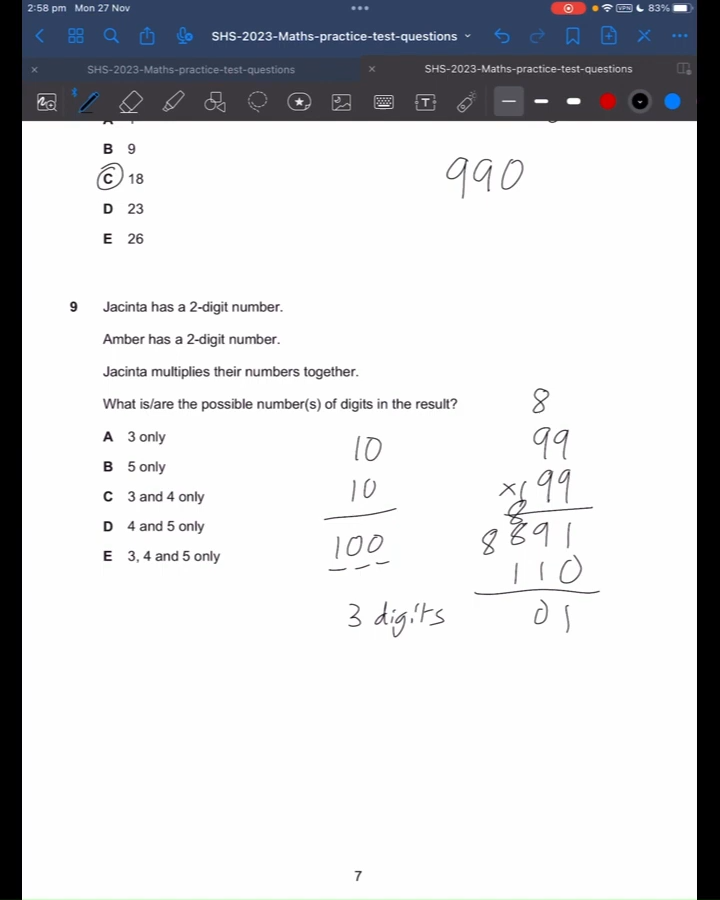 2:58 pm Mon 27 Nov
VPN 83%
SHS-2023-Maths-practice-test-questions
SHS-2023-Maths-practice-test-questions
SHS-2023-Maths-practice-test-questions
B 9
C 18
D 23
E 26
990
9 Jacinta has a 2-digit number.
Amber has a 2-digit number.
Jacinta multiplies their numbers together.
What is/are the possible number(s) of digits in the result?
A 3 only
B 5 only
C 3 and 4 only
D 4 and 5 only
E 3, 4 and 5 only
10
10
100
3 digits
8
99
×99
8
8891
110
01
7